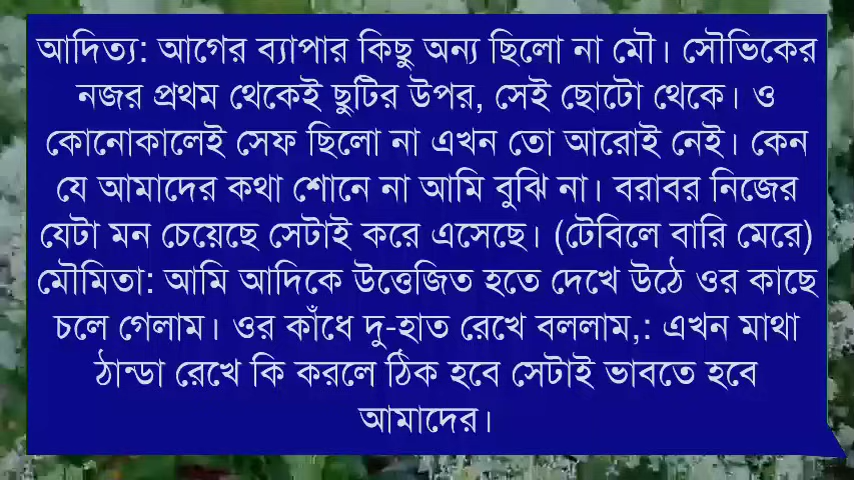 আদিত্য: আগের ব্যাপার কিছু অন্য ছিলো না মৌ। সৌভিকের
নজর প্রথম থেকেই ছুটির উপর, সেই ছোটো থেকে। ও
কোনোকালেই সেফ ছিলো না এখন তো আরোই নেই। কেন
যে আমাদের কথা শোনে না আমি বুঝি না। বরাবর নিজের
যেটা মন চেয়েছে সেটাই করে এসেছে। (টেবিলে বারি মেরে)
মৌমিতা: আমি আদিকে উত্তেজিত হতে দেখে উঠে ওর কাছে
চলে গেলাম। ওর কাঁধে দু-হাত রেখে বললাম,: এখন মাথা
ঠান্ডা রেখে কি করলে ঠিক হবে সেটাই ভাবতে হবে
আমাদের।